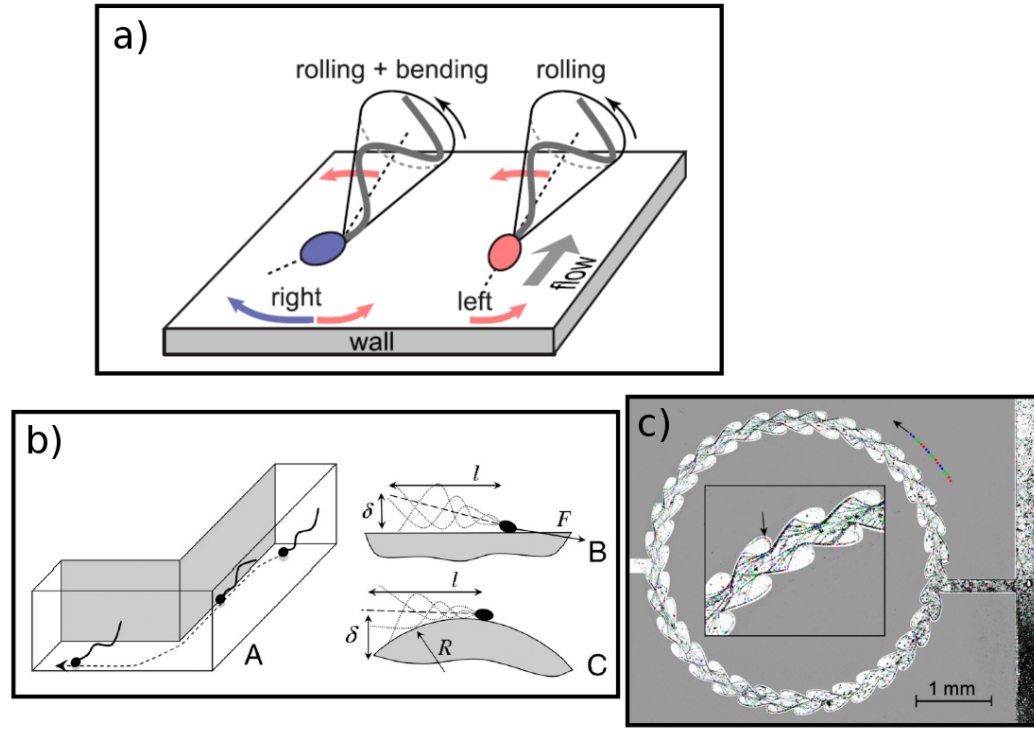 a)
rolling + bending
rolling
right
left
flow
wall
b)
A
l
δ
F
B
l
δ
R
C
c)
1 mm